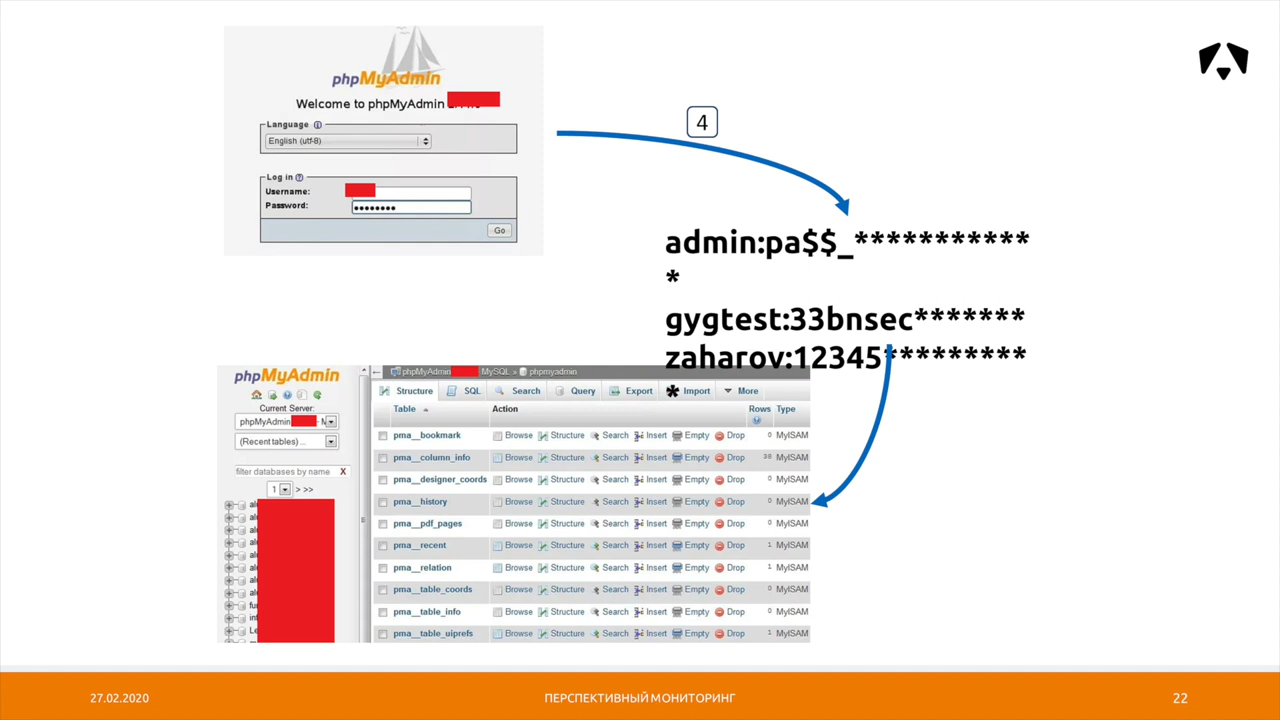 phpMyAdmin
Welcome to phpMyAdmin
Language
English (utf-8)
Log in
Username:
Password: ••••••••
Go
4
admin:pa$$_***********
*
gygtest:33bnsec*******
zaharov:12345*********
phpMyAdmin
Current Server:
phpMyAdmin
(Recent tables) ...
filter databases by name X
1 > >>
phpMyAdmin MySQL » phpmyadmin
Structure SQL Search Query Export Import More
Table Action Rows Type
pma__bookmark Browse Structure Search Insert Empty Drop 0 MyISAM
pma__column_info Browse Structure Search Insert Empty Drop 38 MyISAM
pma__designer_coords Browse Structure Search Insert Empty Drop 0 MyISAM
pma__history Browse Structure Search Insert Empty Drop 0 MyISAM
pma__pdf_pages Browse Structure Search Insert Empty Drop 0 MyISAM
pma__recent Browse Structure Search Insert Empty Drop 1 MyISAM
pma__relation Browse Structure Search Insert Empty Drop 1 MyISAM
pma__table_coords Browse Structure Search Insert Empty Drop 0 MyISAM
pma__table_info Browse Structure Search Insert Empty Drop 0 MyISAM
pma__table_uiprefs Browse Structure Search Insert Empty Drop 1 MyISAM
27.02.2020
ПЕРСПЕКТИВНЫЙ МОНИТОРИНГ
22